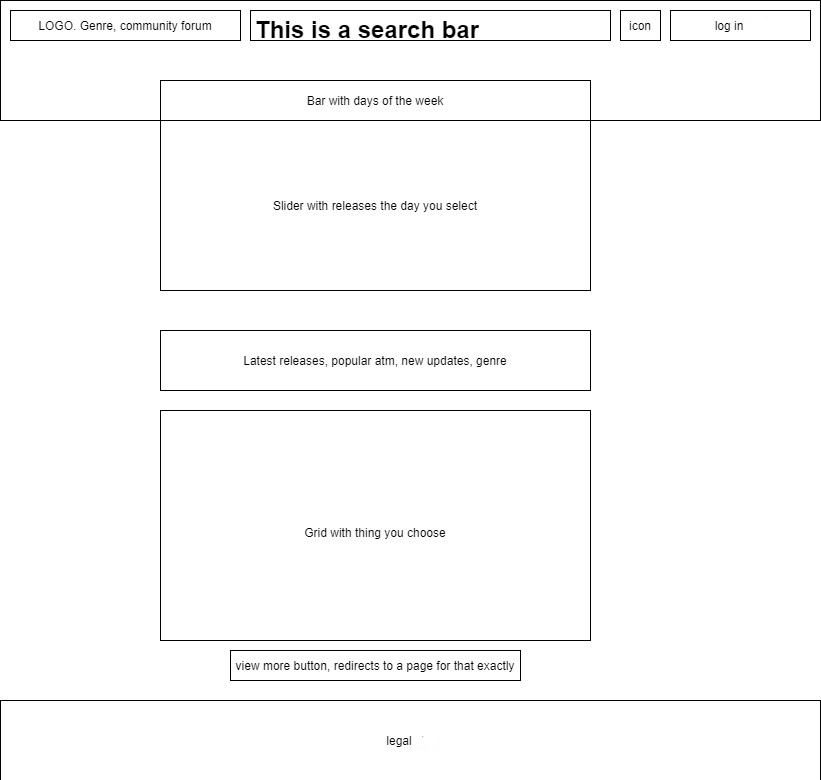 LOGO. Genre, community forum
This is a search bar
icon
log in
Bar with days of the week
Slider with releases the day you select
Latest releases, popular atm, new updates, genre
Grid with thing you choose
view more button, redirects to a page for that exactly
legal